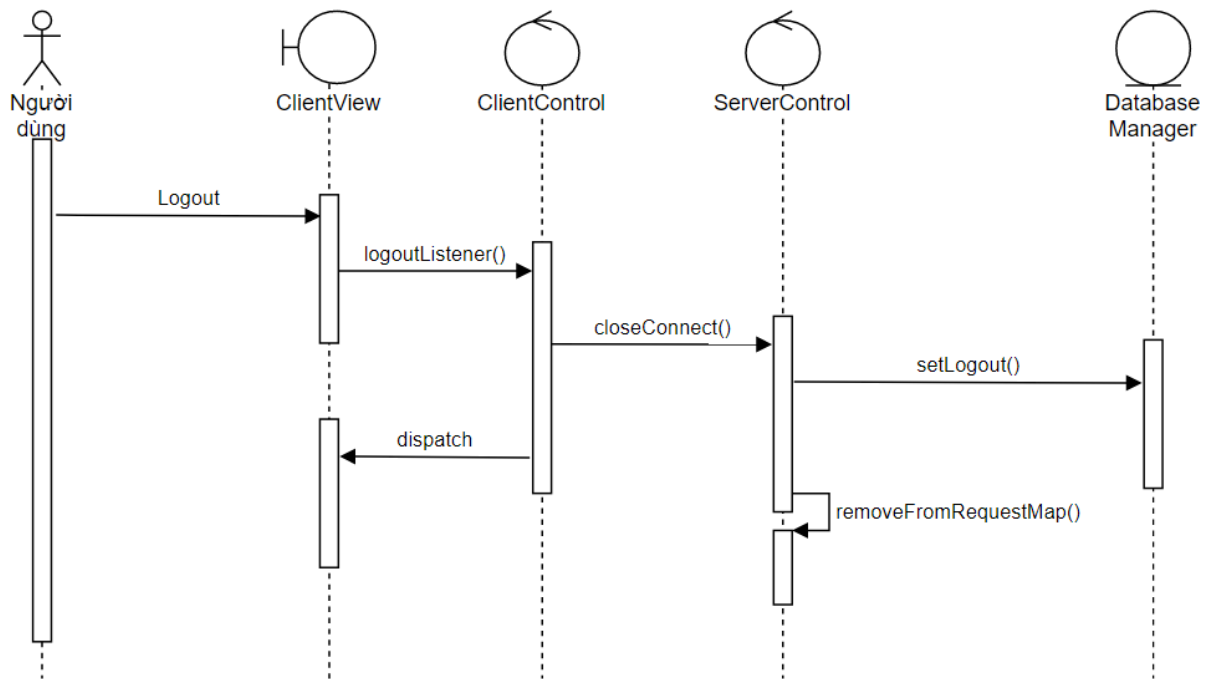 Người
dùng
ClientView
ClientControl
ServerControl
Database
Manager
Logout
logoutListener()
closeConnect()
setLogout()
dispatch
removeFromRequestMap()